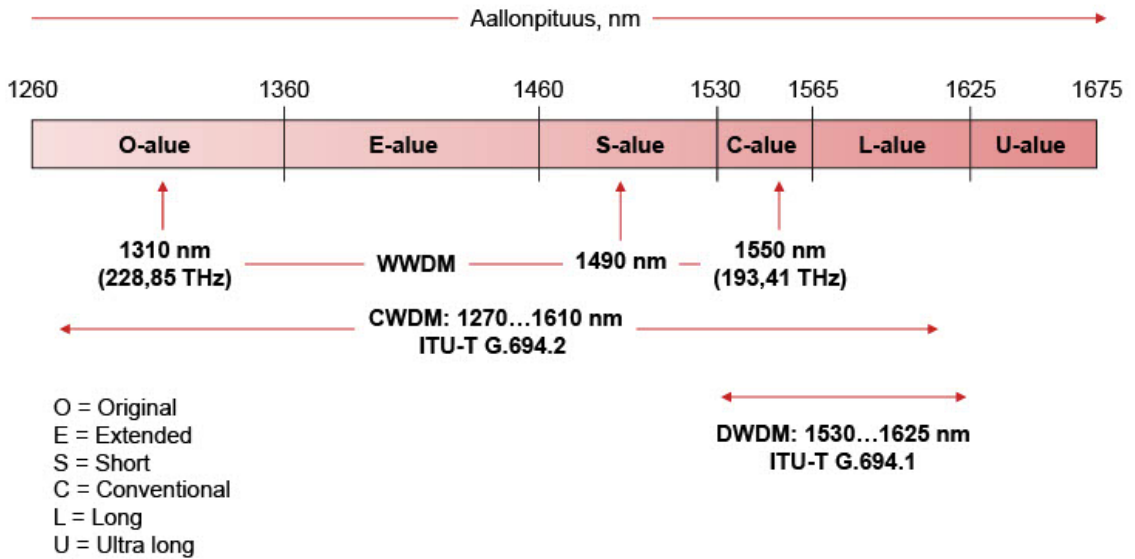 Aallonpituus, nm
1260 1360 1460 1530 1565 1625 1675
O-alue E-alue S-alue C-alue L-alue U-alue
1310 nm
(228,85 THz)
WWDM
1490 nm
1550 nm
(193,41 THz)
CWDM: 1270…1610 nm
ITU-T G.694.2
DWDM: 1530…1625 nm
ITU-T G.694.1
O = Original
E = Extended
S = Short
C = Conventional
L = Long
U = Ultra long